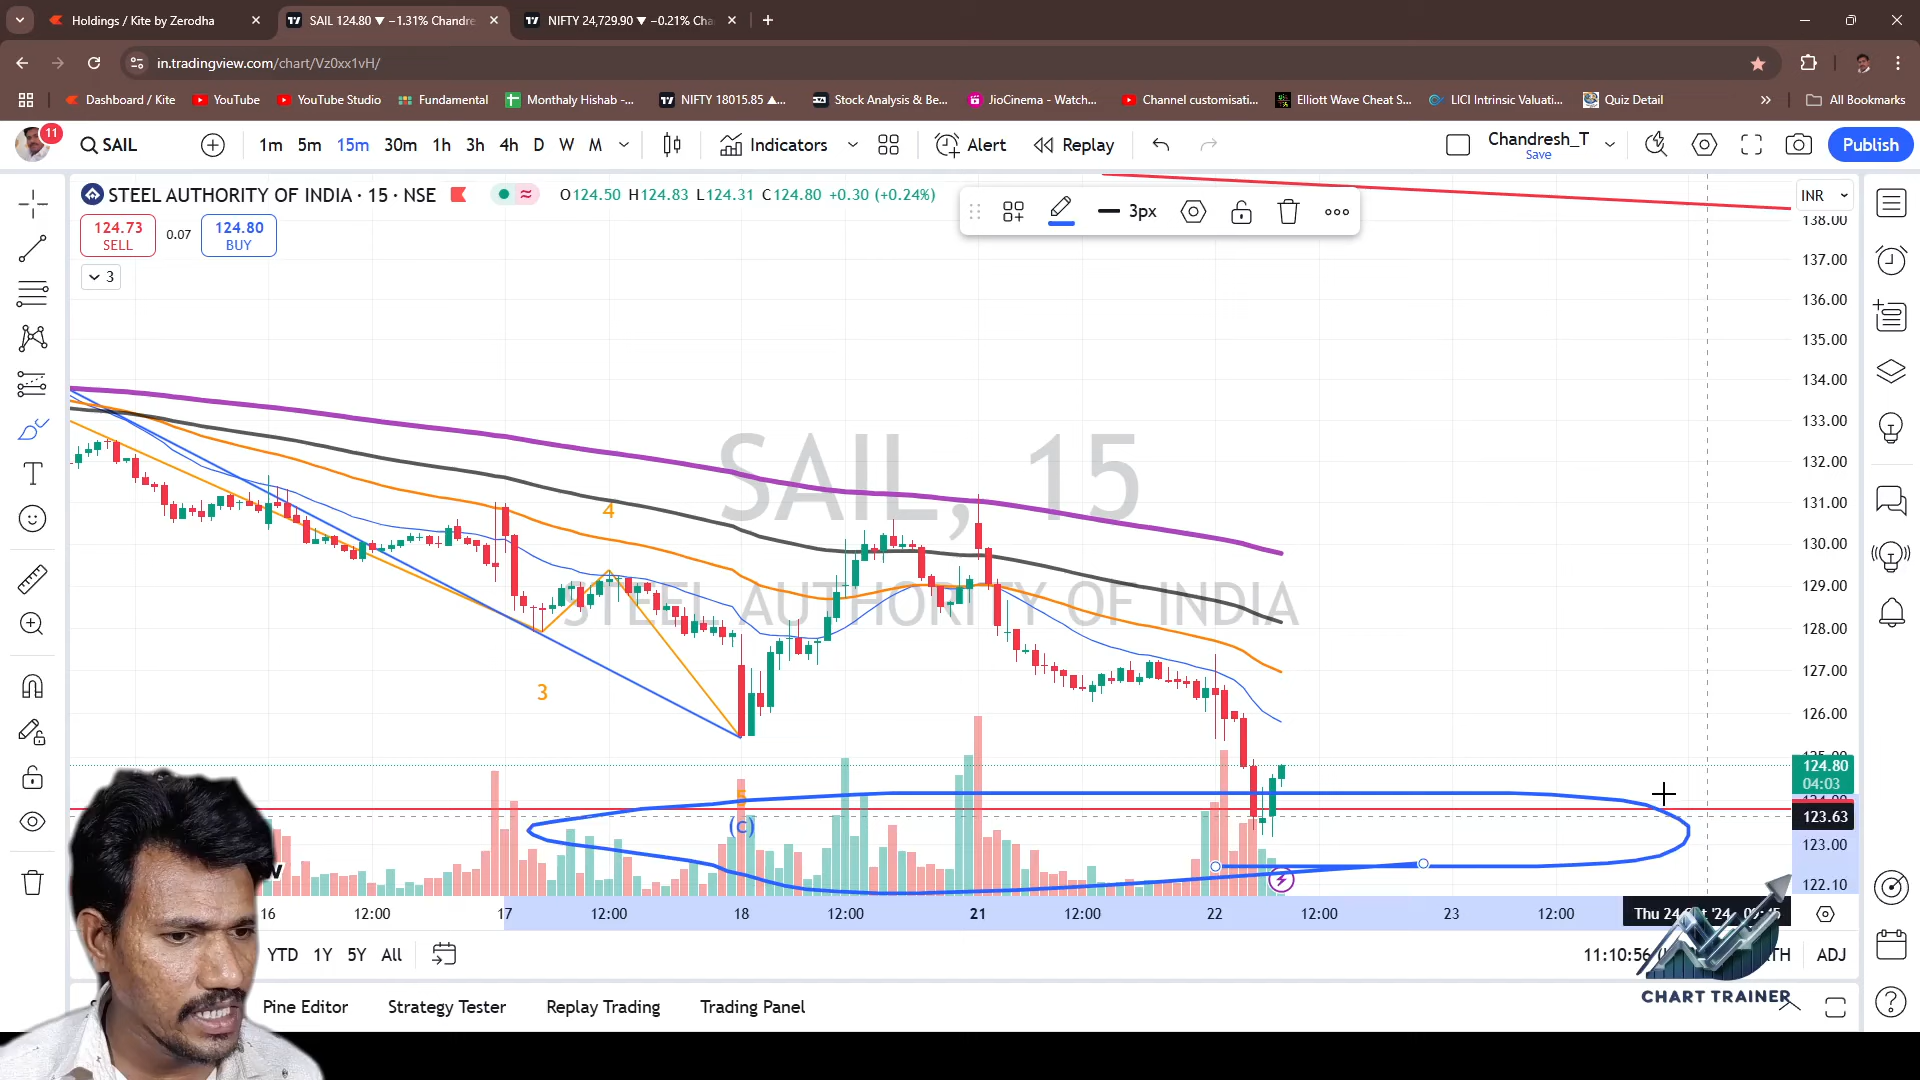 Holdings / Kite by Zerodha
SAIL 124.80 ▼ −1.31% Chandre
NIFTY 24,729.90 ▼ −0.21% Cha
in.tradingview.com/chart/Vz0xx1vH/
Dashboard / Kite
YouTube
YouTube Studio
Fundamental
Monthaly Hishab -...
NIFTY 18015.85 ▲...
Stock Analysis & Be...
JioCinema - Watch...
Channel customisati...
Elliott Wave Cheat S...
LICI Intrinsic Valuati...
Quiz Detail
All Bookmarks
11
SAIL
1m 5m 15m 30m 1h 3h 4h D W M
Indicators
Alert
Replay
Chandresh_T
Save
Publish
STEEL AUTHORITY OF INDIA · 15 · NSE
O124.50 H124.83 L124.31 C124.80 +0.30 (+0.24%)
3px
INR
124.73
SELL
0.07
124.80
BUY
3
138.00
137.00
136.00
135.00
134.00
133.00
132.00
131.00
130.00
129.00
128.00
127.00
126.00
124.80
04:03
123.63
123.00
122.10
SAIL, 15
STEEL AUTHORITY OF INDIA
4
3
5
(c)
16 12:00 17 12:00 18 12:00 21 12:00 22 12:00 23 12:00
YTD 1Y 5Y All
11:10:56
ADJ
Pine Editor
Strategy Tester
Replay Trading
Trading Panel
CHART TRAINER